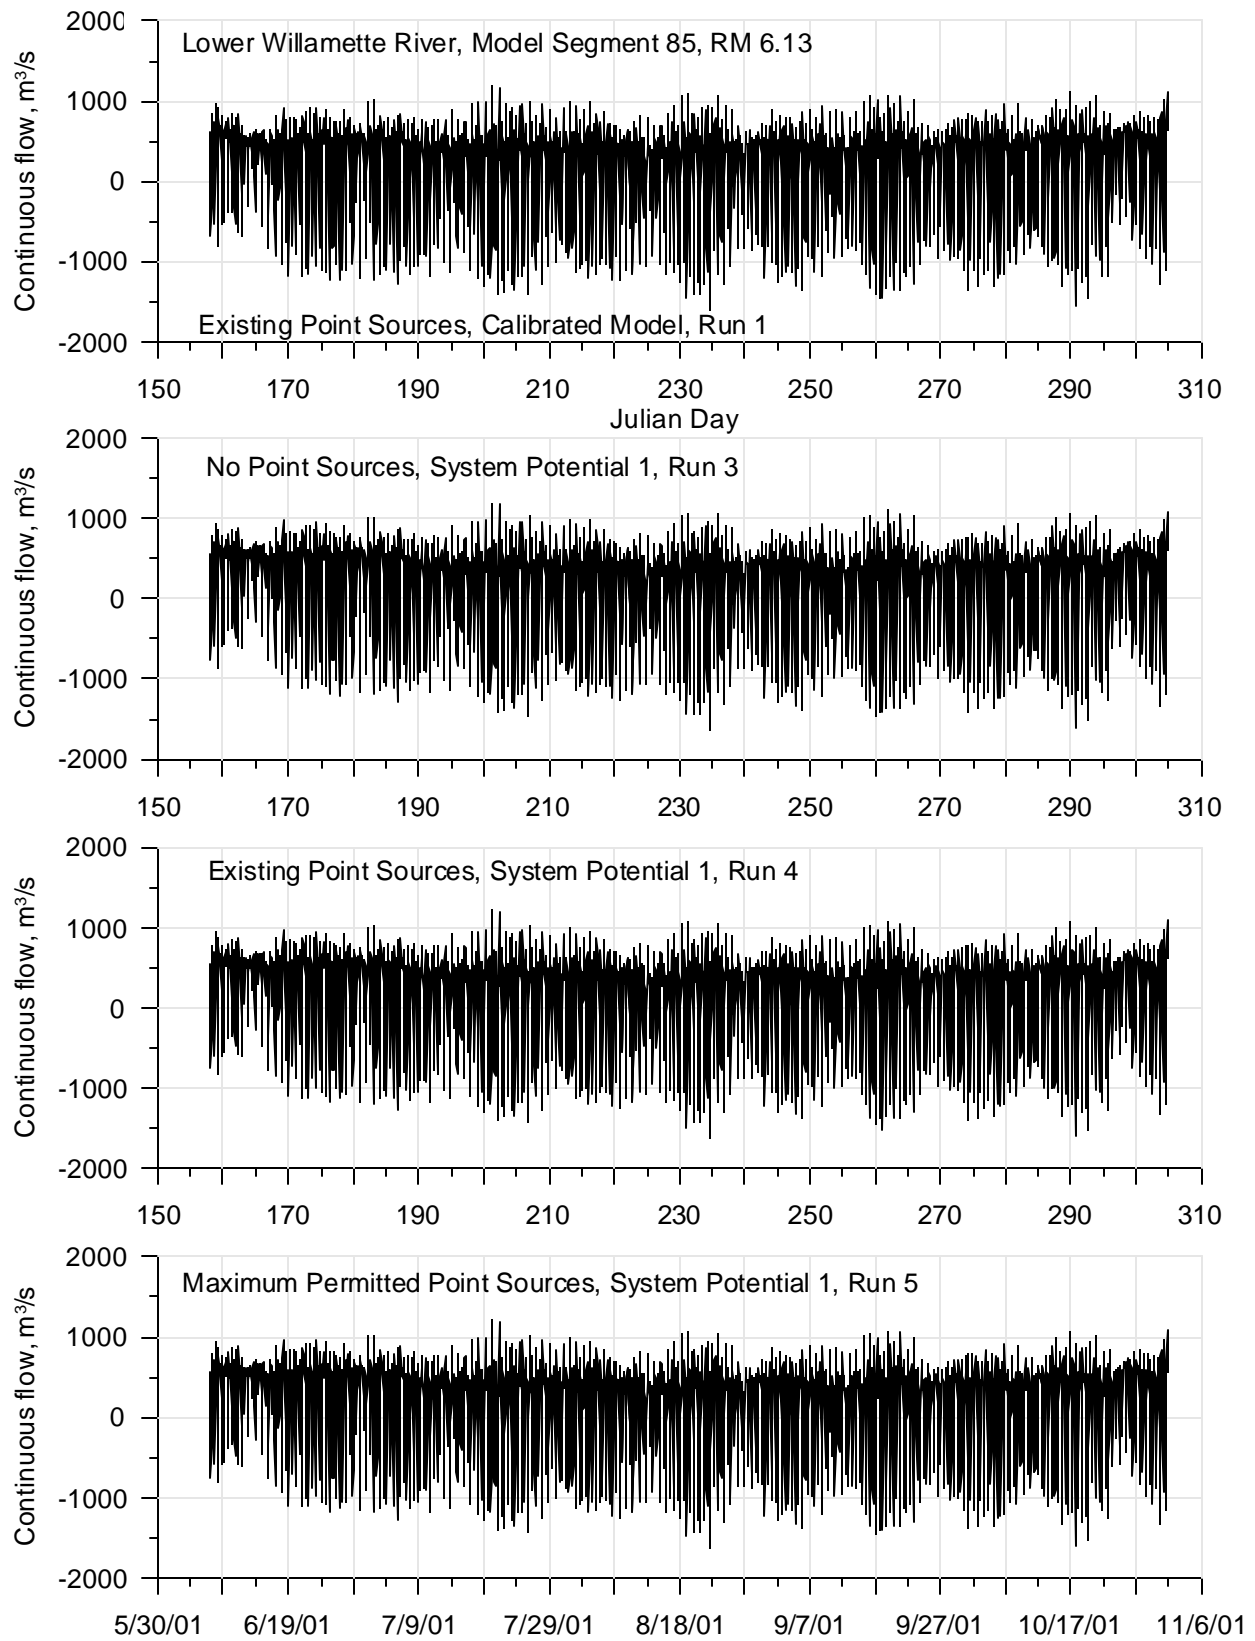 2000
Lower Willamette River, Model Segment 85, RM 6.13
1000
0
-1000
-2000
Continuous flow, m³/s
Existing Point Sources, Calibrated Model, Run 1
150 170 190 210 230 250 270 290 310
Julian Day
2000
No Point Sources, System Potential 1, Run 3
1000
0
-1000
-2000
Continuous flow, m³/s
150 170 190 210 230 250 270 290 310
2000
Existing Point Sources, System Potential 1, Run 4
1000
0
-1000
-2000
Continuous flow, m³/s
150 170 190 210 230 250 270 290 310
2000
Maximum Permitted Point Sources, System Potential 1, Run 5
1000
0
-1000
-2000
Continuous flow, m³/s
5/30/01 6/19/01 7/9/01 7/29/01 8/18/01 9/7/01 9/27/01 10/17/01 11/6/01